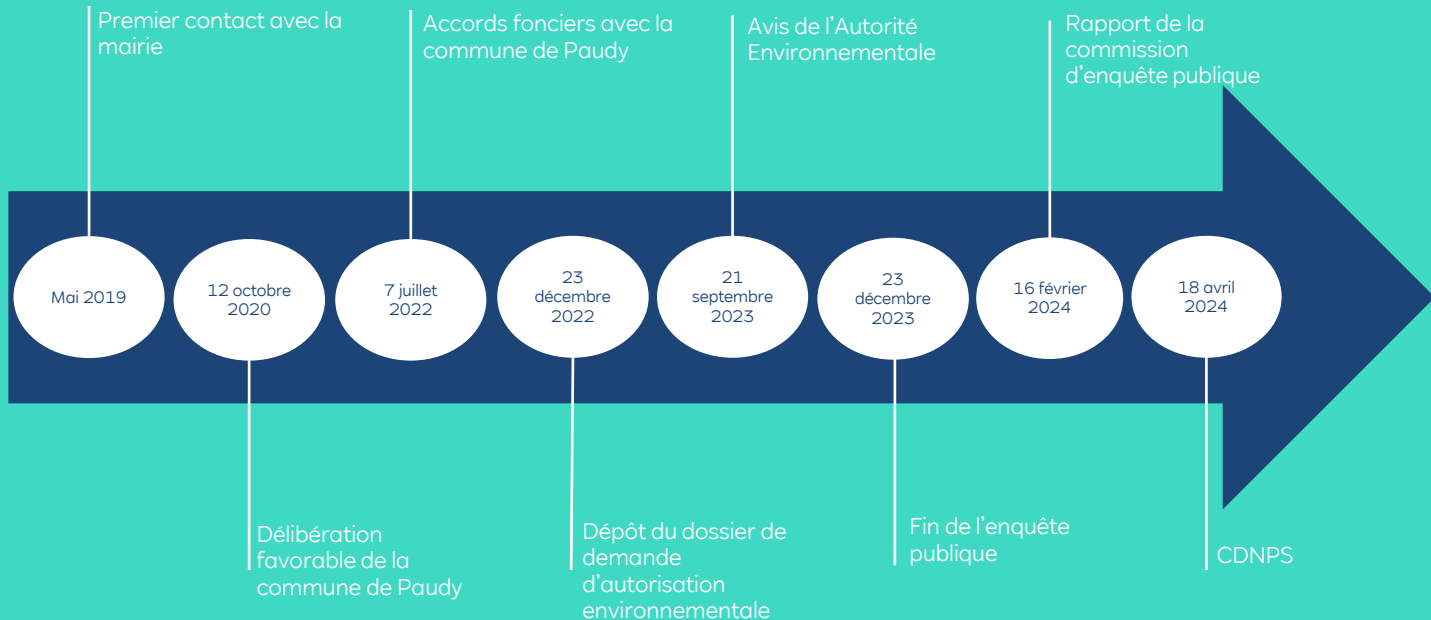 Premier contact avec la
mairie
Accords fonciers avec la
commune de Paudy
Avis de l'Autorité
Environnementale
Rapport de la
commission
d'enquête publique
Mai 2019
12 octobre
2020
7 juillet
2022
23
décembre
2022
21
septembre
2023
23
décembre
2023
16 février
2024
18 avril
2024
Délibération
favorable de la
commune de Paudy
Dépôt du dossier de
demande
d'autorisation
environnementale
Fin de l'enquête
publique
CDNPS